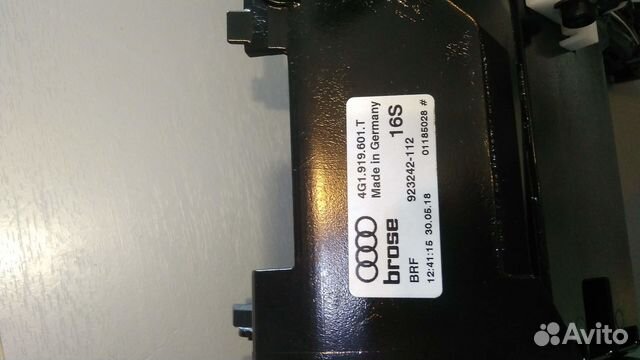 4G1.919.601.T
Made in Germany
brose 16S
BRF 923242-112
12:41:15 30.05.18 01185028 #
Avito